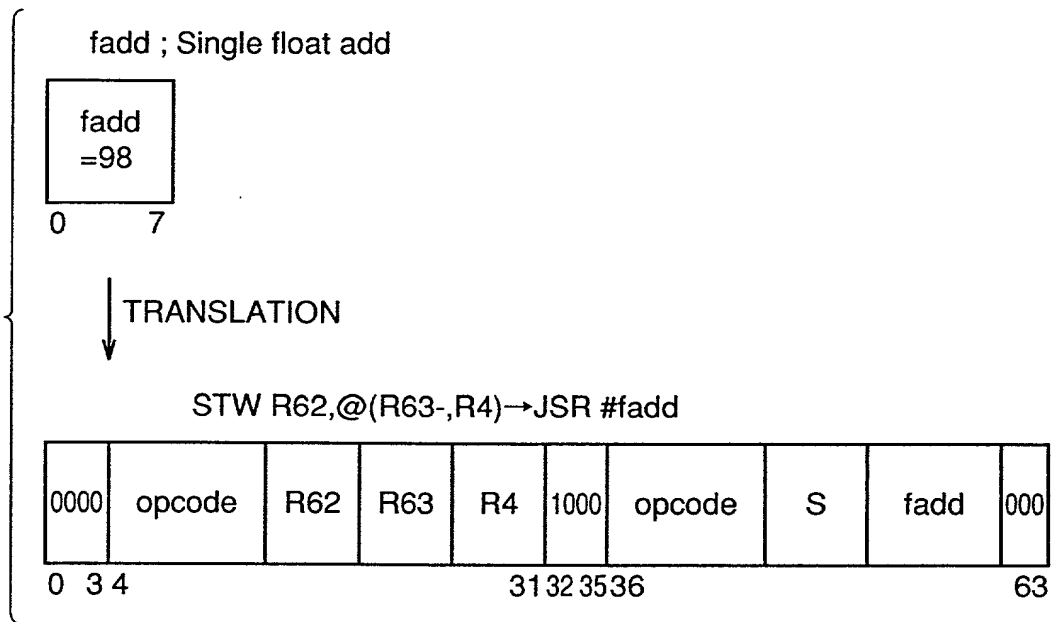 fadd ; Single float add
fadd
=98
0 7
TRANSLATION
STW R62,@(R63-,R4)→JSR #fadd
0000 opcode R62 R63 R4 1000 opcode S fadd 000
0 3 4 31 32 35 36 63